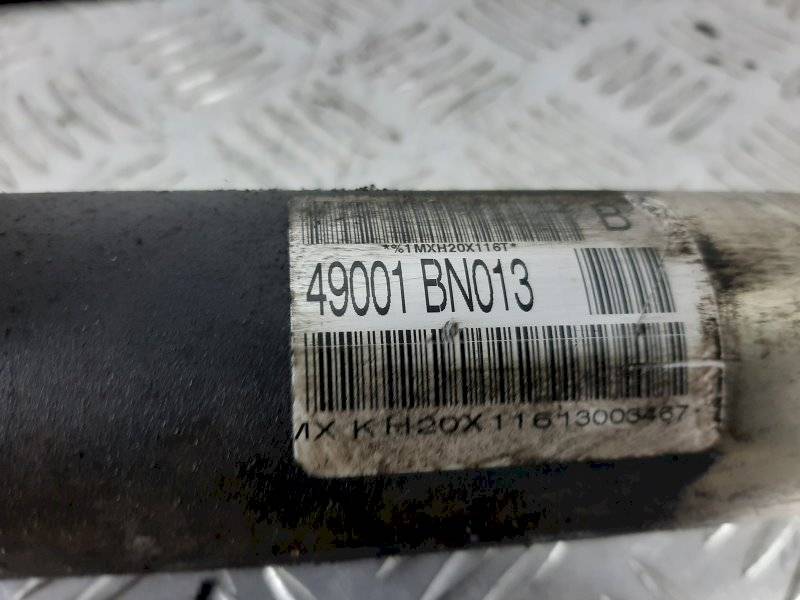 B
*%1MXH20X116T*
49001 BN013
MX KH20X11613003467